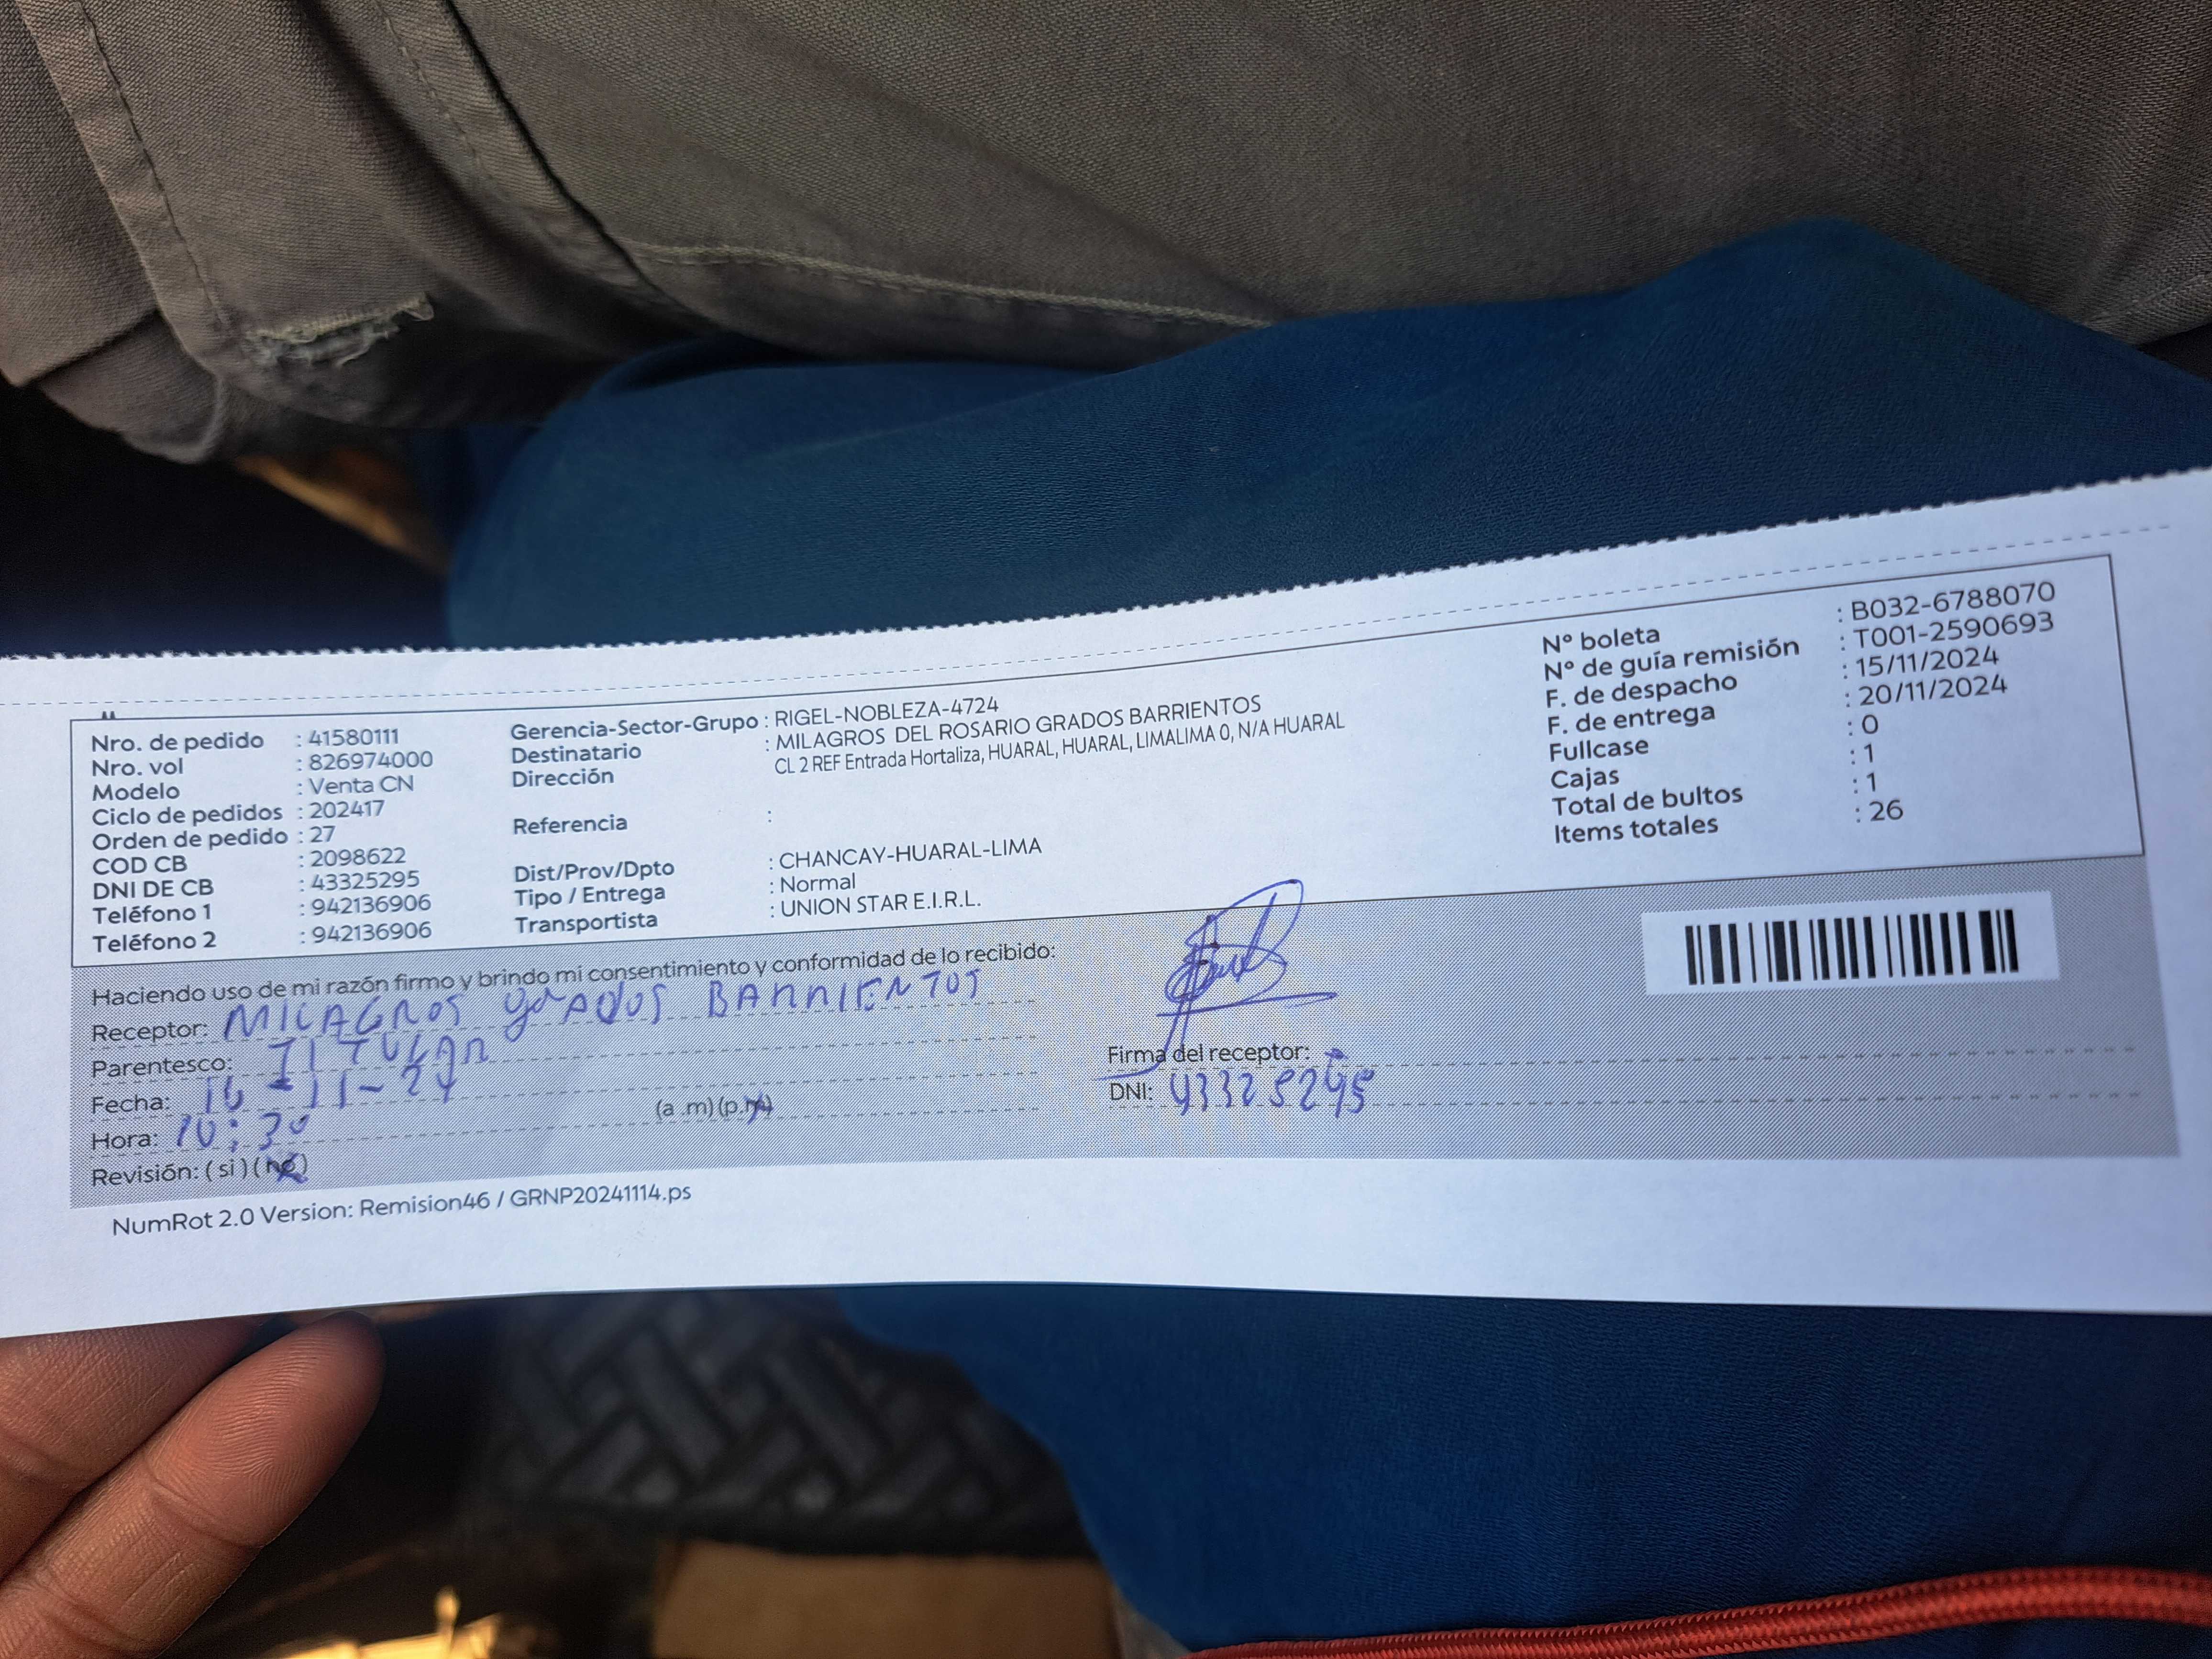 Nro. de pedido : 41580111
Nro. vol : 826974000
Modelo : Venta CN
Ciclo de pedidos : 202417
Orden de pedido : 27
COD CB : 2098622
DNI DE CB : 43325295
Teléfono 1 : 942136906
Teléfono 2 : 942136906
Gerencia-Sector-Grupo : RIGEL-NOBLEZA-4724
Destinatario : MILAGROS DEL ROSARIO GRADOS BARRIENTOS
Dirección CL 2 REF Entrada Hortaliza, HUARAL, HUARAL, LIMALIMA 0, N/A HUARAL
Referencia :
Dist/Prov/Dpto : CHANCAY-HUARAL-LIMA
Tipo / Entrega : Normal
Transportista : UNION STAR E.I.R.L.
N° boleta : B032-6788070
N° de guía remisión : T001-2590693
F. de despacho : 15/11/2024
F. de entrega : 20/11/2024
Fullcase : 0
Cajas : 1
Total de bultos : 1
Items totales : 26
Haciendo uso de mi razón firmo y brindo mi consentimiento y conformidad de lo recibido:
Receptor: MILAGROS GRADOS BARRIENTOS
Parentesco: TITULAR
Fecha: 16-11-24
Hora: 10:30 (a .m) (p.m)
Revisión: ( si ) (no)
Firma del receptor:
DNI: 43325295
NumRot 2.0 Version: Remision46 / GRNP20241114.ps